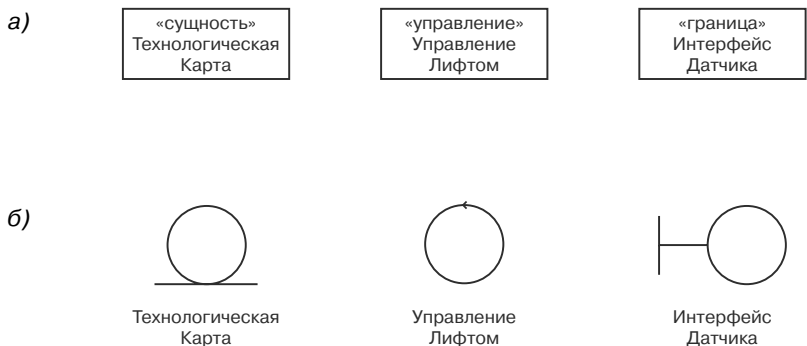 а)
«сущность»
Технологическая
Карта
«управление»
Управление
Лифтом
«граница»
Интерфейс
Датчика
б)
Технологическая
Карта
Управление
Лифтом
Интерфейс
Датчика